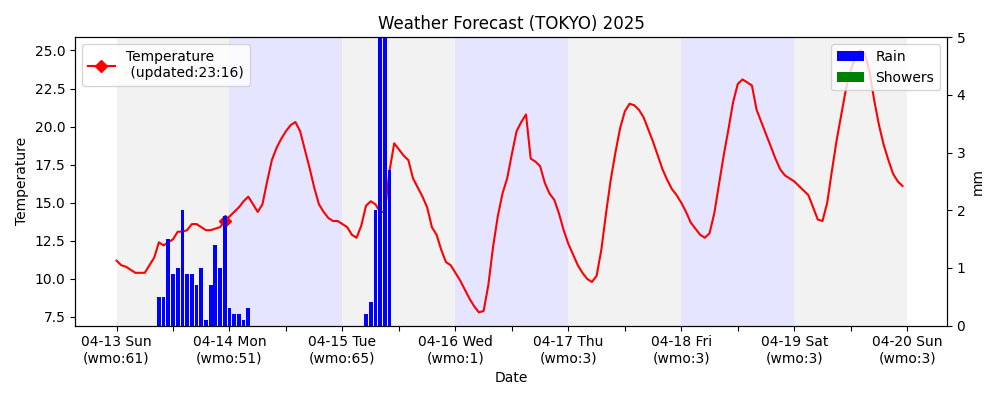 Weather Forecast (TOKYO) 2025
Temperature
(updated:23:16)
Rain
Showers
25.0
22.5
20.0
17.5
15.0
12.5
10.0
7.5
Temperature
5
4
3
2
1
0
mm
04-13 Sun
(wmo:61)
04-14 Mon
(wmo:51)
04-15 Tue
(wmo:65)
04-16 Wed
(wmo:1)
04-17 Thu
(wmo:3)
04-18 Fri
(wmo:3)
04-19 Sat
(wmo:3)
04-20 Sun
(wmo:3)
Date